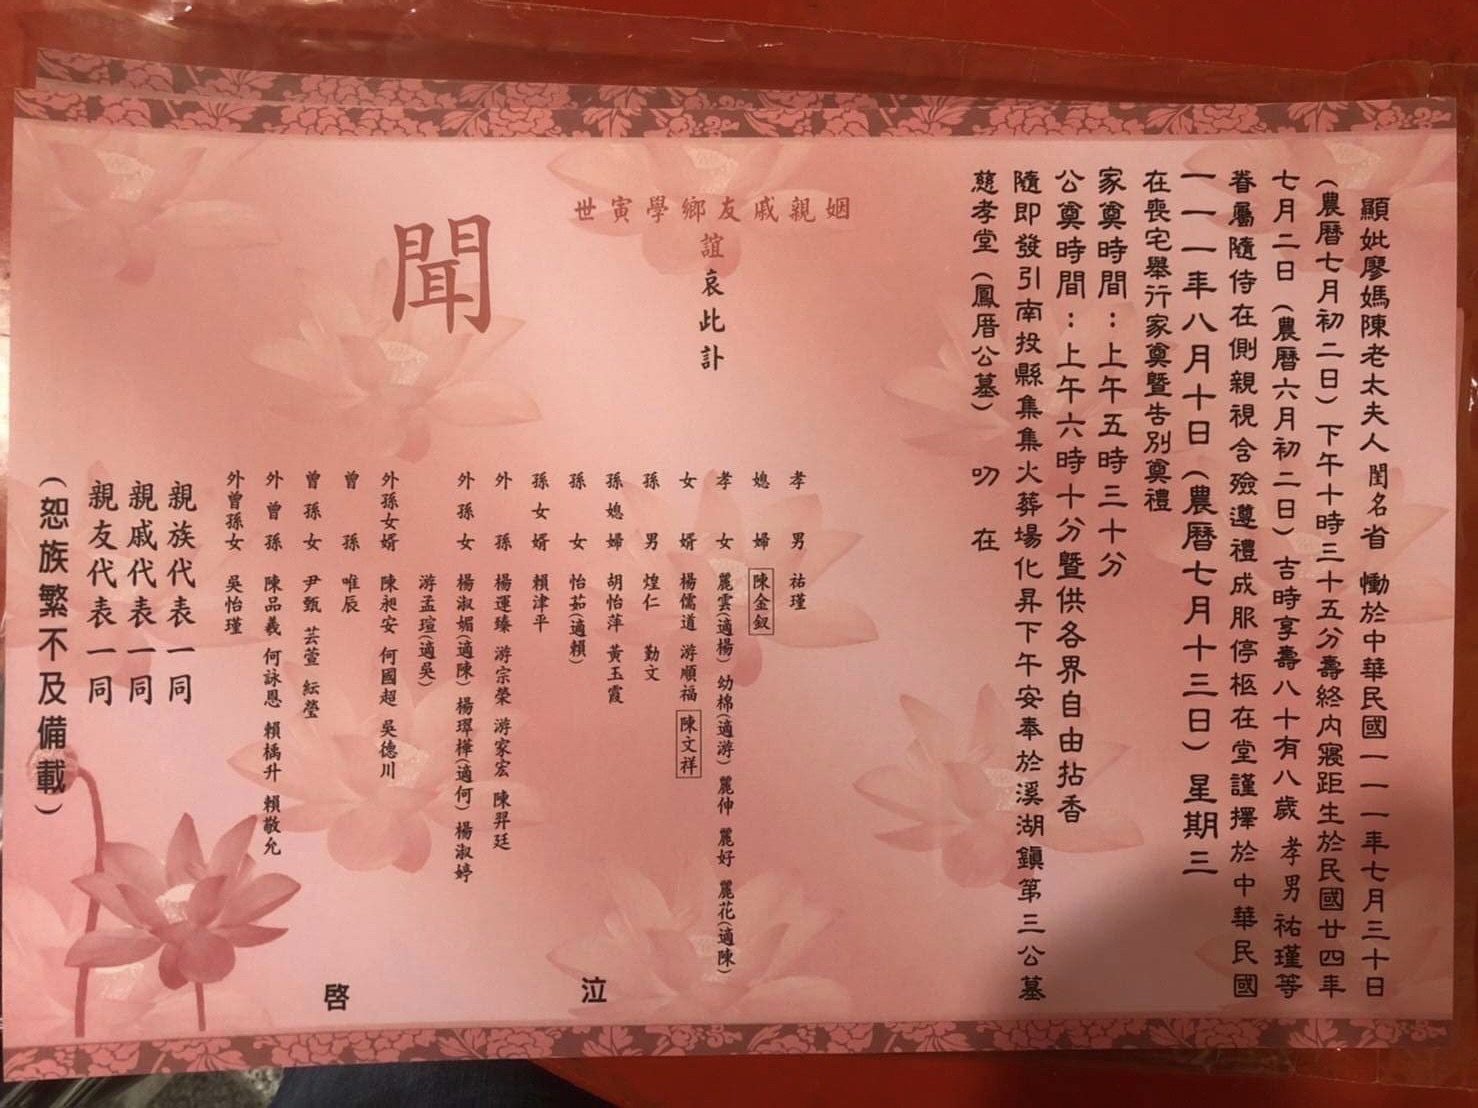 顯妣廖媽陳老太夫人閨名省 慟於中華民國一一一年七月三十日
(農曆七月初二日)下午十時三十五分壽終內寢距生於民國廿四年
七月二日(農曆六月初二日)吉時享壽八十有八歲 孝男 祐瑾等
眷屬隨侍在側親視含殮遵禮成服停柩在堂謹擇於中華民國
一一一年八月十日(農曆七月十三日)星期三
在喪宅舉行家奠暨告別奠禮
家奠時間:上午五時三十分
公奠時間:上午六時十分暨供各界自由拈香
隨即發引南投縣集集火葬場化昇下午安奉於溪湖鎮第三公墓
慈孝堂(鳳厝公墓) 叨在
姻親戚友鄉學寅世
誼哀此訃
聞
孝男 祐瑾
媳婦 陳金釵
孝女 麗雲(適楊) 幼棉(適游) 麗伸 麗好 麗花(適陳)
女婿 楊儒道 游順福 陳文祥
孫男 煌仁 勤文
孫媳婦 胡怡萍 黃玉霞
孫女 怡茹(適賴)
孫女婿 賴津平
外孫 楊運臻 游宗榮 游家宏 陳羿廷
外孫女 楊淑媚(適陳) 楊琾樺(適何) 楊淑婷
游孟瑄(適吳)
外孫女婿 陳昶安 何國超 吳德川
曾孫 唯辰
曾孫女 尹甄 芸萱 紜瑩
外曾孫 陳品羲 何詠恩 賴楀升 賴敬允
外曾孫女 吳怡瑾
泣
啓
親族代表一同
親戚代表一同
親友代表一同
(恕族繁不及備載)